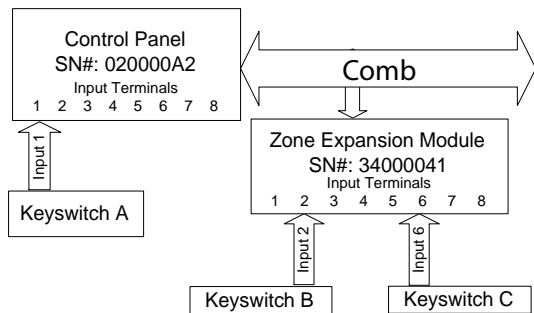 Control Panel
SN#: 020000A2
Input Terminals
1 2 3 4 5 6 7 8
Comb
Input 1
Keyswitch A
Zone Expansion Module
SN#: 34000041
Input Terminals
1 2 3 4 5 6 7 8
Input 2
Input 6
Keyswitch B
Keyswitch C